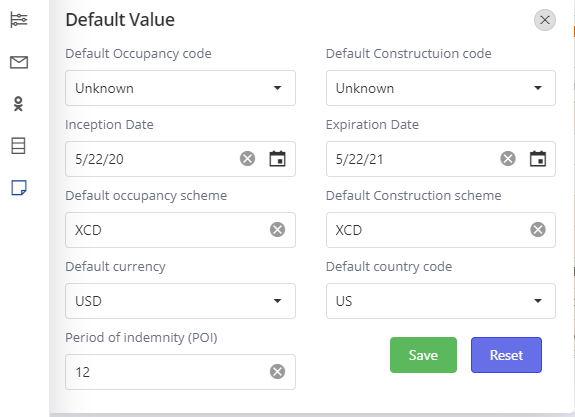 Default Value
Default Occupancy code
Default Constructuion code
Unknown
Unknown
Inception Date
Expiration Date
5/22/20
5/22/21
Default occupancy scheme
Default Construction scheme
XCD
XCD
Default currency
Default country code
USD
US
Period of indemnity (POI)
12
Save
Reset